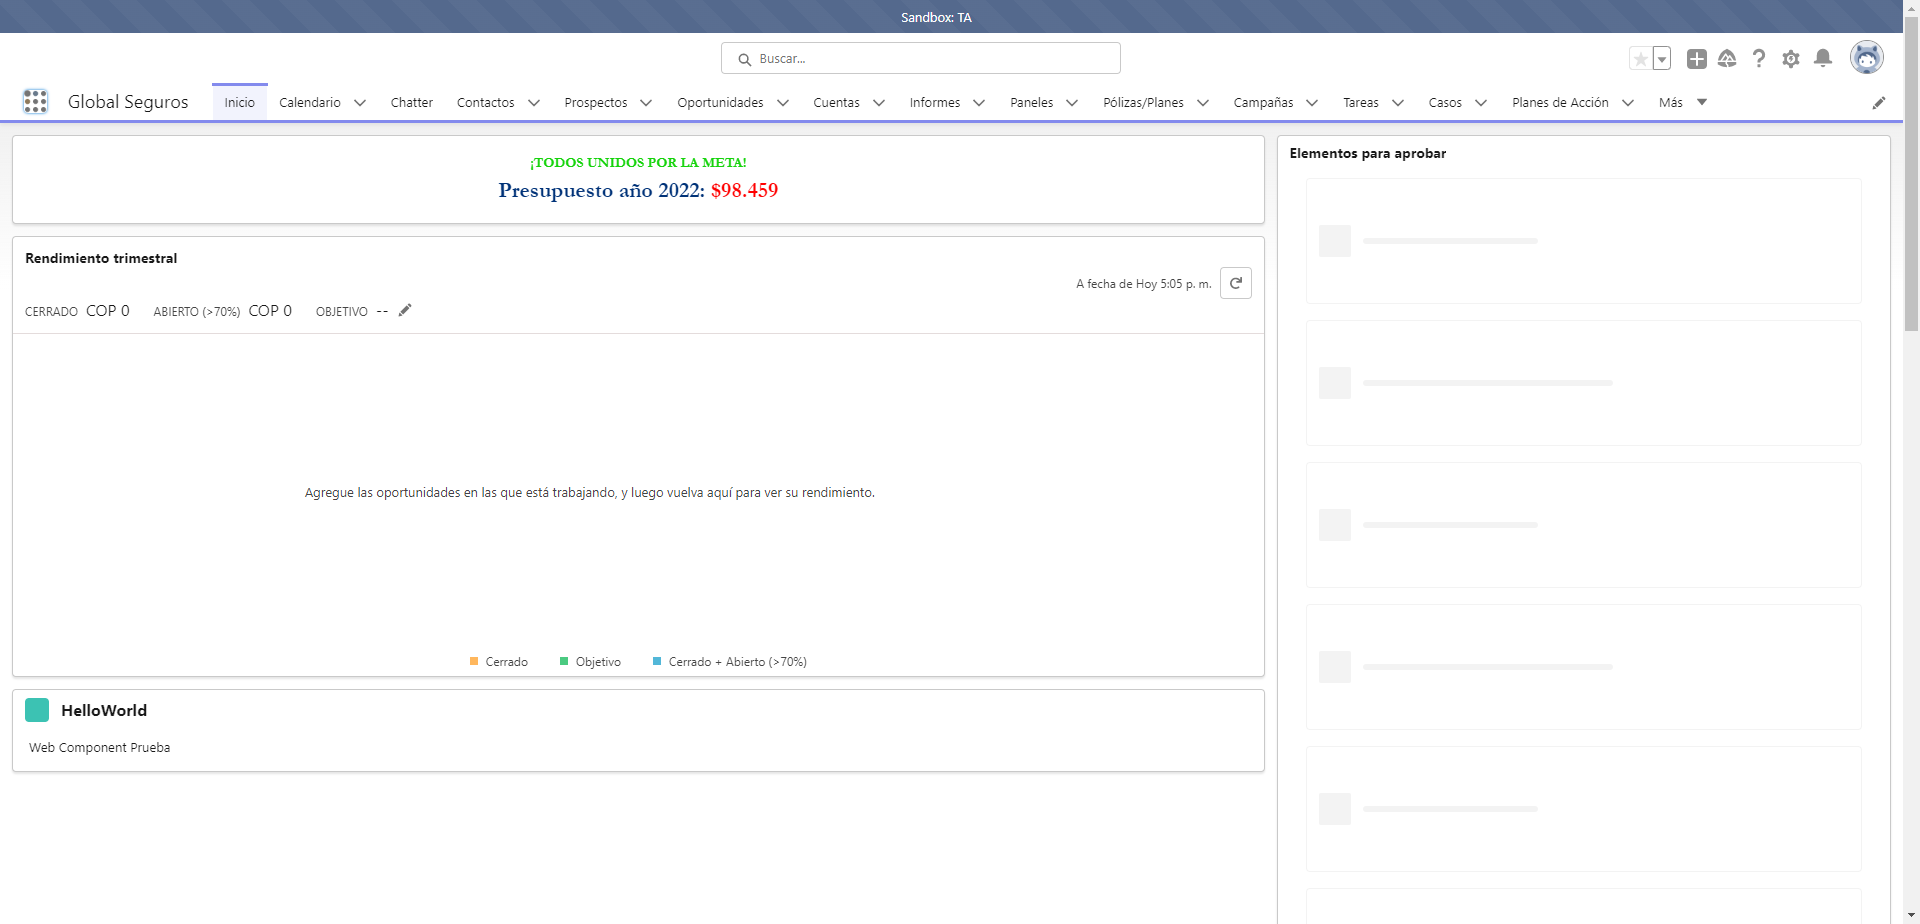 Sandbox: TA
Buscar...
Global Seguros
Inicio
Calendario
Chatter
Contactos
Prospectos
Oportunidades
Cuentas
Informes
Paneles
Pólizas/Planes
Campañas
Tareas
Casos
Planes de Acción
Más
¡TODOS UNIDOS POR LA META!
Presupuesto año 2022: $98.459
Rendimiento trimestral
A fecha de Hoy 5:05 p. m.
CERRADO COP 0 ABIERTO (>70%) COP 0 OBJETIVO --
Agregue las oportunidades en las que está trabajando, y luego vuelva aquí para ver su rendimiento.
Cerrado Objetivo Cerrado + Abierto (>70%)
HelloWorld
Web Component Prueba
Elementos para aprobar